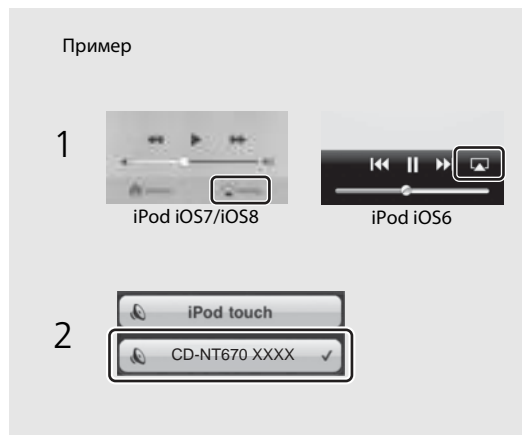 Пример
1
iPod iOS7/iOS8
iPod iOS6
2
iPod touch
CD-NT670 XXXX